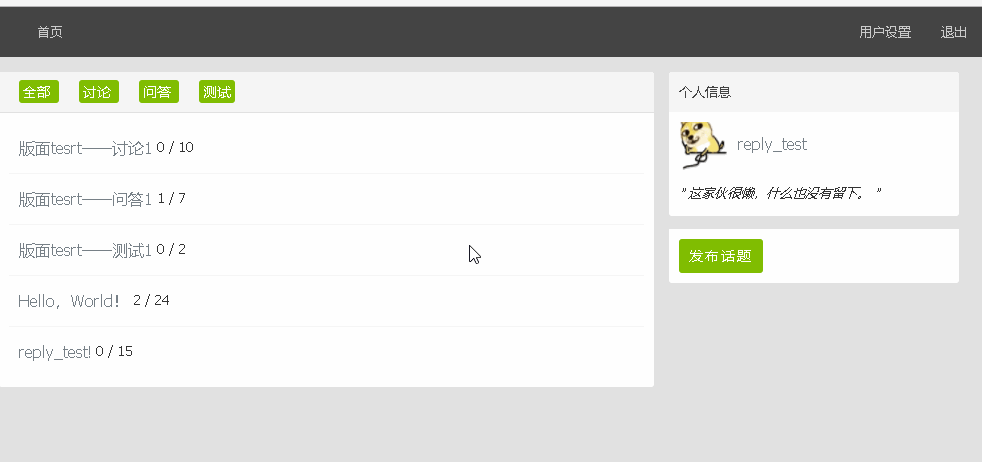 首页 用户设置 退出
全部 讨论 问答 测试
版面tesrt——讨论1 0 / 10
版面tesrt——问答1 1 / 7
版面tesrt——测试1 0 / 2
Hello，World！ 2 / 24
reply_test! 0 / 15
个人信息
reply_test
" 这家伙很懒，什么也没有留下。 "
发布话题